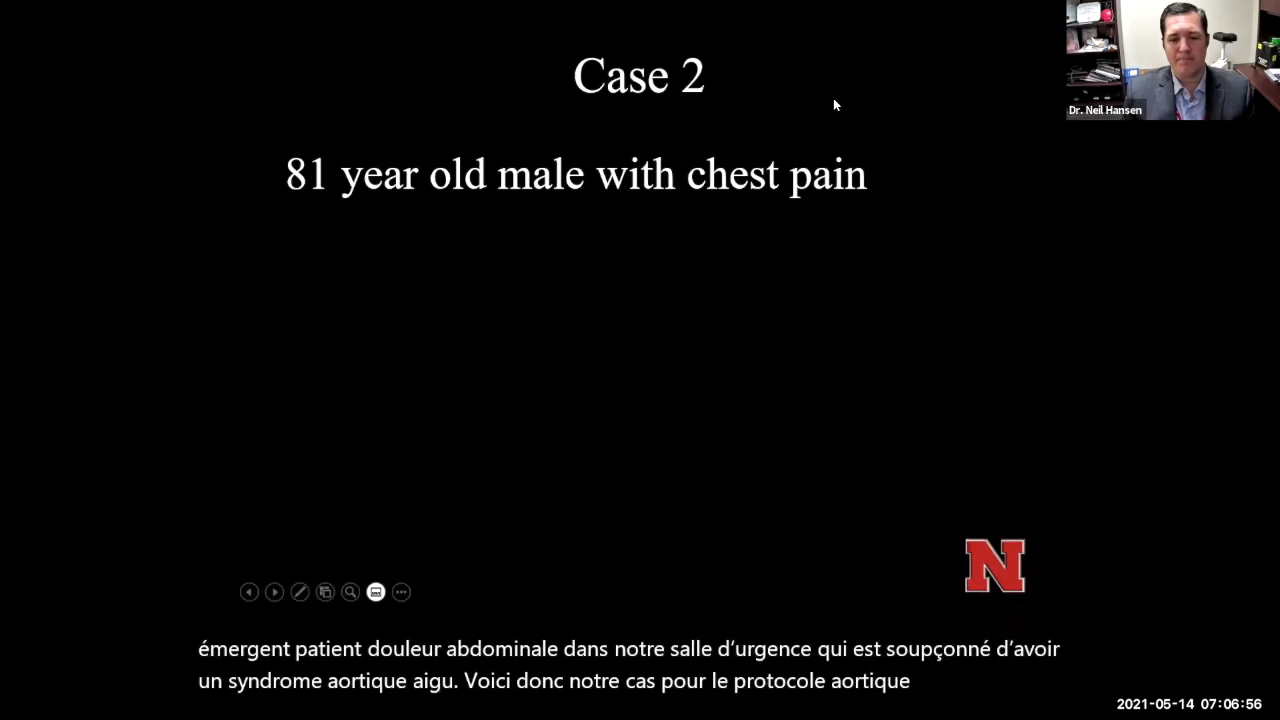 Case 2
Dr. Neil Hansen
81 year old male with chest pain
N
émergent patient douleur abdominale dans notre salle d’urgence qui est soupçonné d’avoir
un syndrome aortique aigu. Voici donc notre cas pour le protocole aortique
2021-05-14 07:06:56